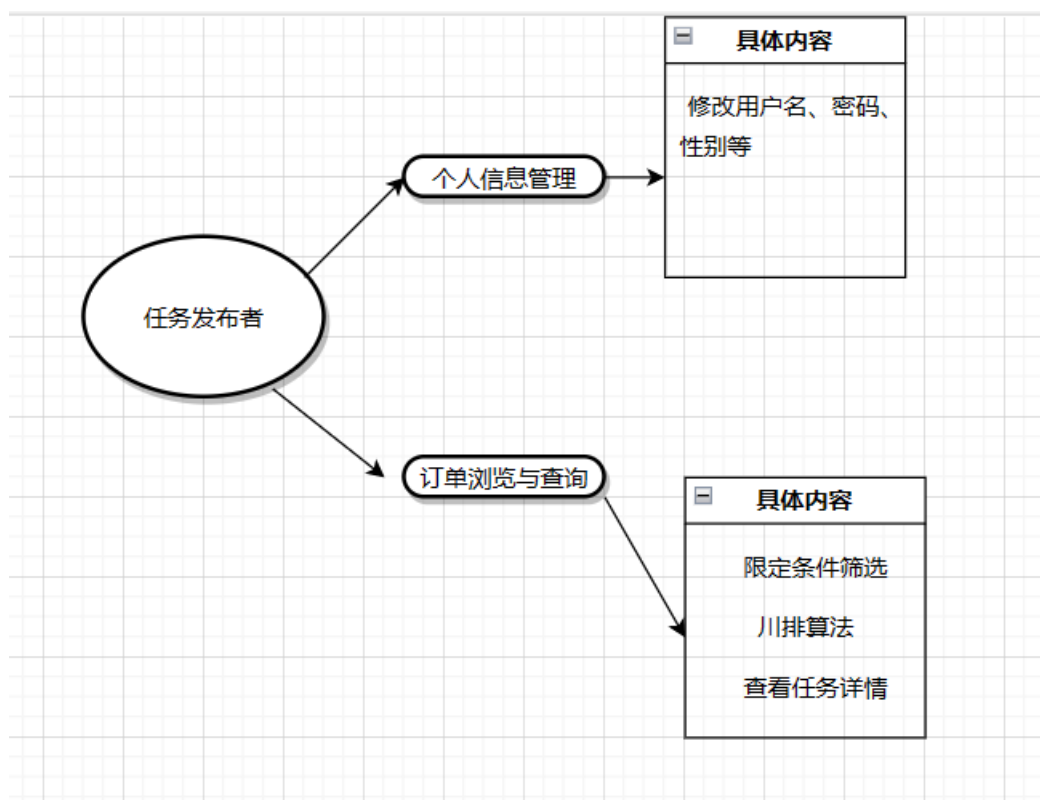 具体内容
修改用户名、密码、
性别等
个人信息管理
任务发布者
订单浏览与查询
具体内容
限定条件筛选
川排算法
查看任务详情